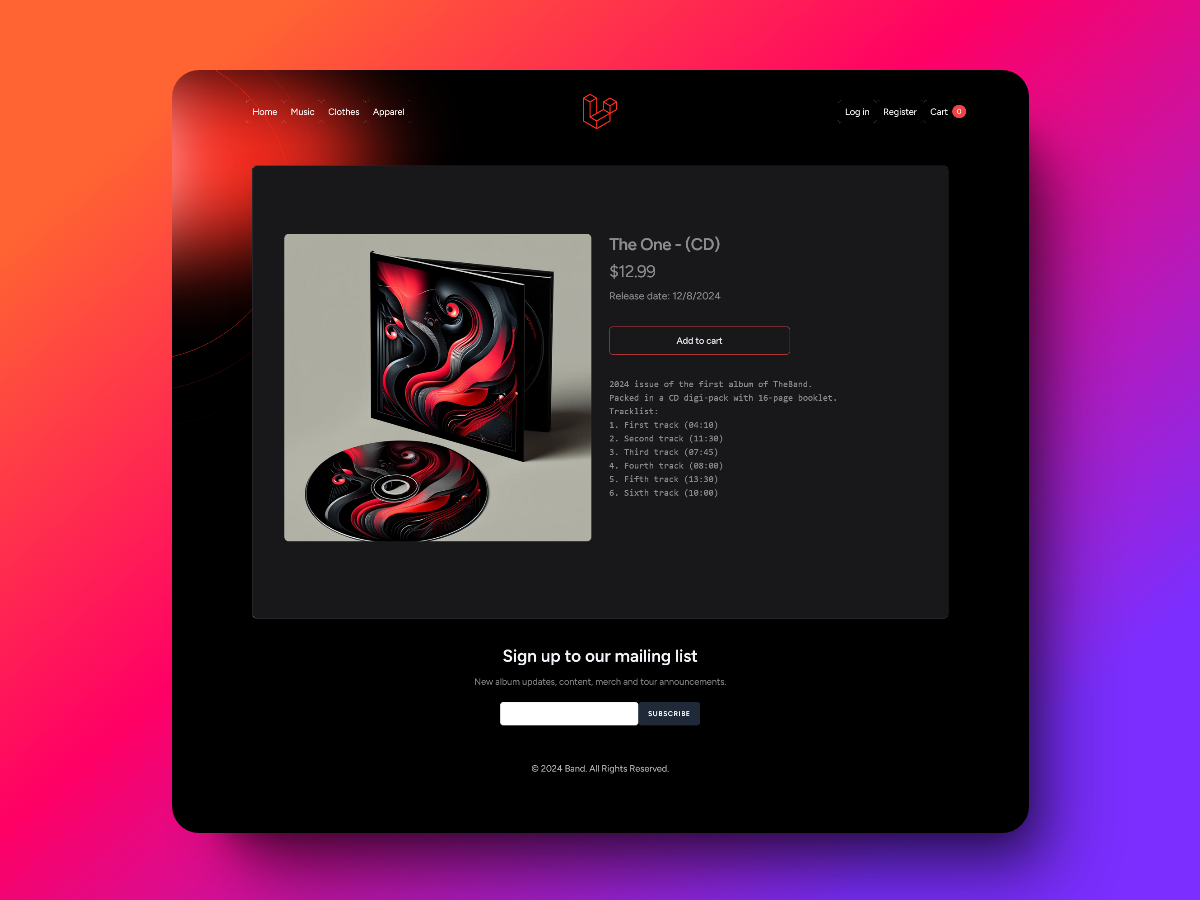 Home Music Clothes Apparel
Log in Register Cart 0
The One - (CD)
$12.99
Release date: 12/8/2024
Add to cart
2024 issue of the first album of TheBand.
Packed in a CD digi-pack with 16-page booklet.
Tracklist:
1. First track (04:10)
2. Second track (11:30)
3. Third track (07:45)
4. Fourth track (08:00)
5. Fifth track (13:30)
6. Sixth track (10:00)
Sign up to our mailing list
New album updates, content, merch and tour announcements.
SUBSCRIBE
© 2024 Band. All Rights Reserved.